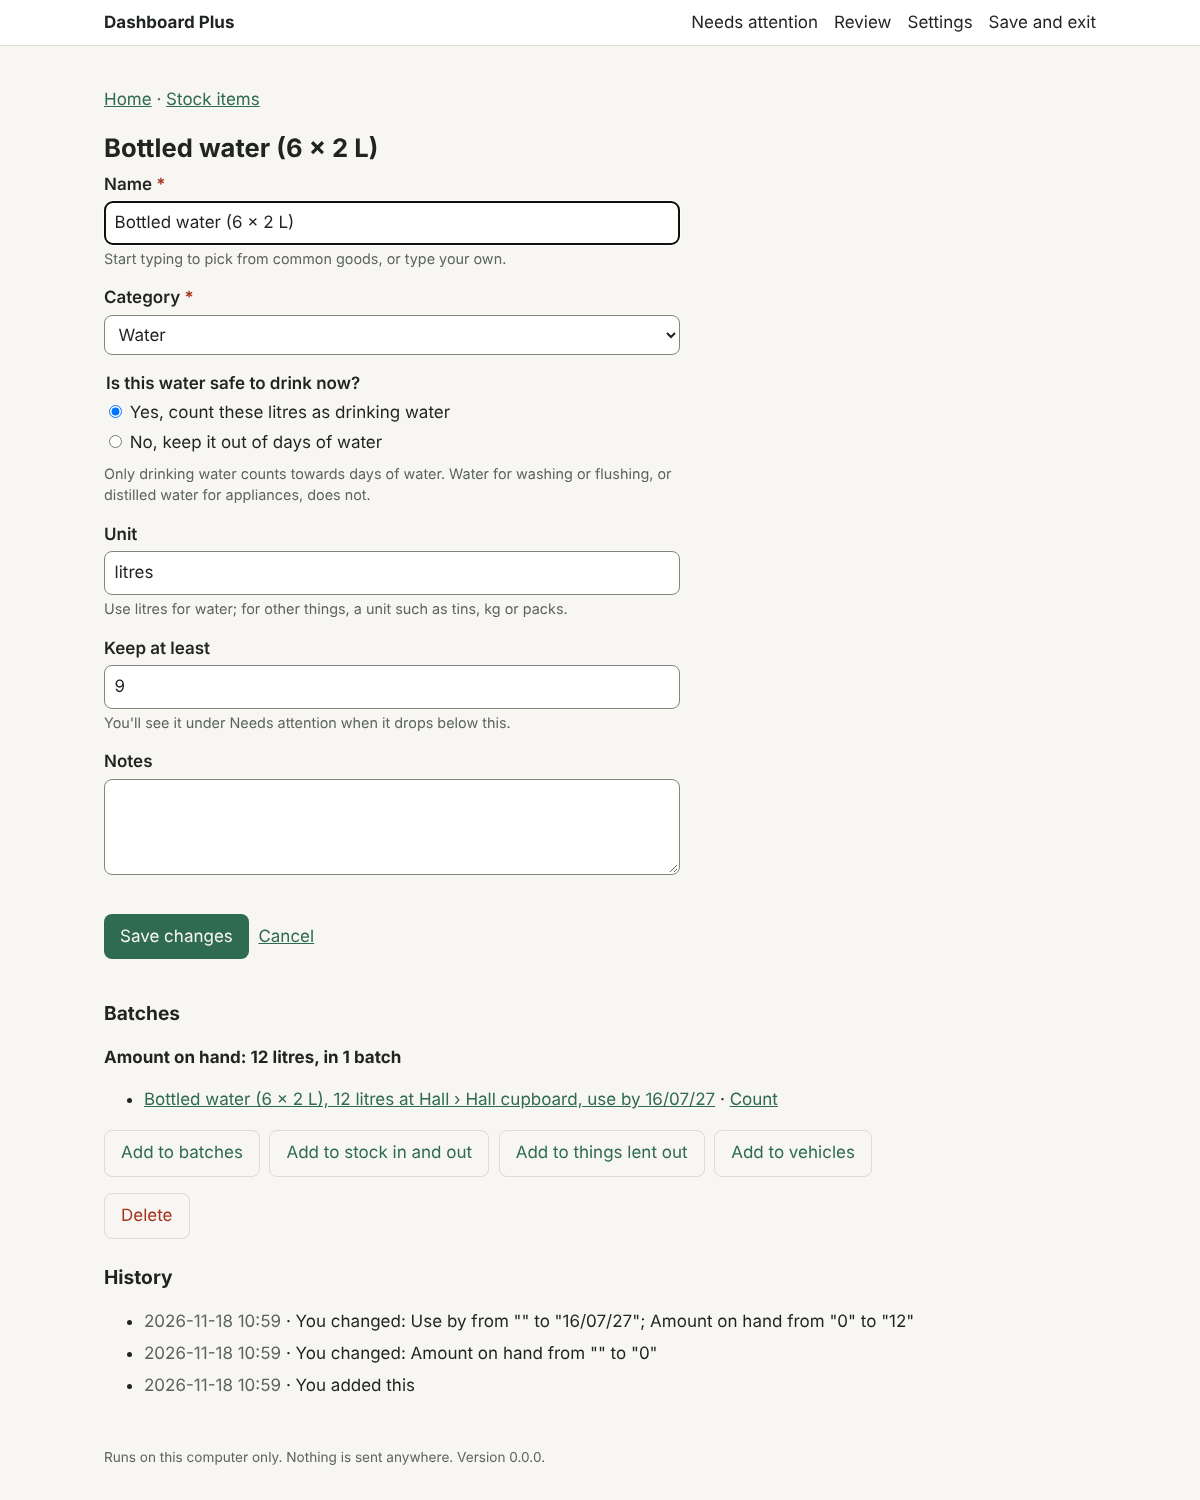 Dashboard Plus
Needs attention Review Settings Save and exit
Home · Stock items
Bottled water (6 × 2 L)
Name *
Bottled water (6 × 2 L)
Start typing to pick from common goods, or type your own.
Category *
Water
Is this water safe to drink now?
Yes, count these litres as drinking water
No, keep it out of days of water
Only drinking water counts towards days of water. Water for washing or flushing, or
distilled water for appliances, does not.
Unit
litres
Use litres for water; for other things, a unit such as tins, kg or packs.
Keep at least
9
You'll see it under Needs attention when it drops below this.
Notes
Save changes Cancel
Batches
Amount on hand: 12 litres, in 1 batch
Bottled water (6 × 2 L), 12 litres at Hall › Hall cupboard, use by 16/07/27 · Count
Add to batches Add to stock in and out Add to things lent out Add to vehicles
Delete
History
2026-11-18 10:59 · You changed: Use by from "" to "16/07/27"; Amount on hand from "0" to "12"
2026-11-18 10:59 · You changed: Amount on hand from "" to "0"
2026-11-18 10:59 · You added this
Runs on this computer only. Nothing is sent anywhere. Version 0.0.0.